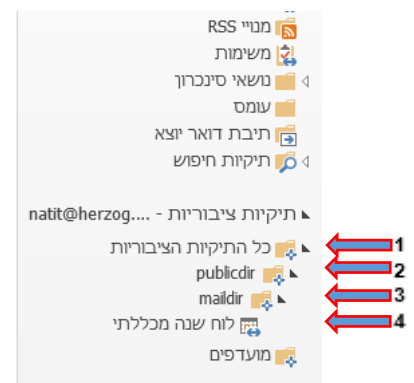 מנויי RSS
משימות
נושאי סינכרון
עומס
תיבת דואר יוצא
תיקיות חיפוש
תיקיות ציבוריות - natit@herzog....
כל התיקיות הציבוריות 1
publicdir 2
maildir 3
לוח שנה מכללתי 4
מועדפים